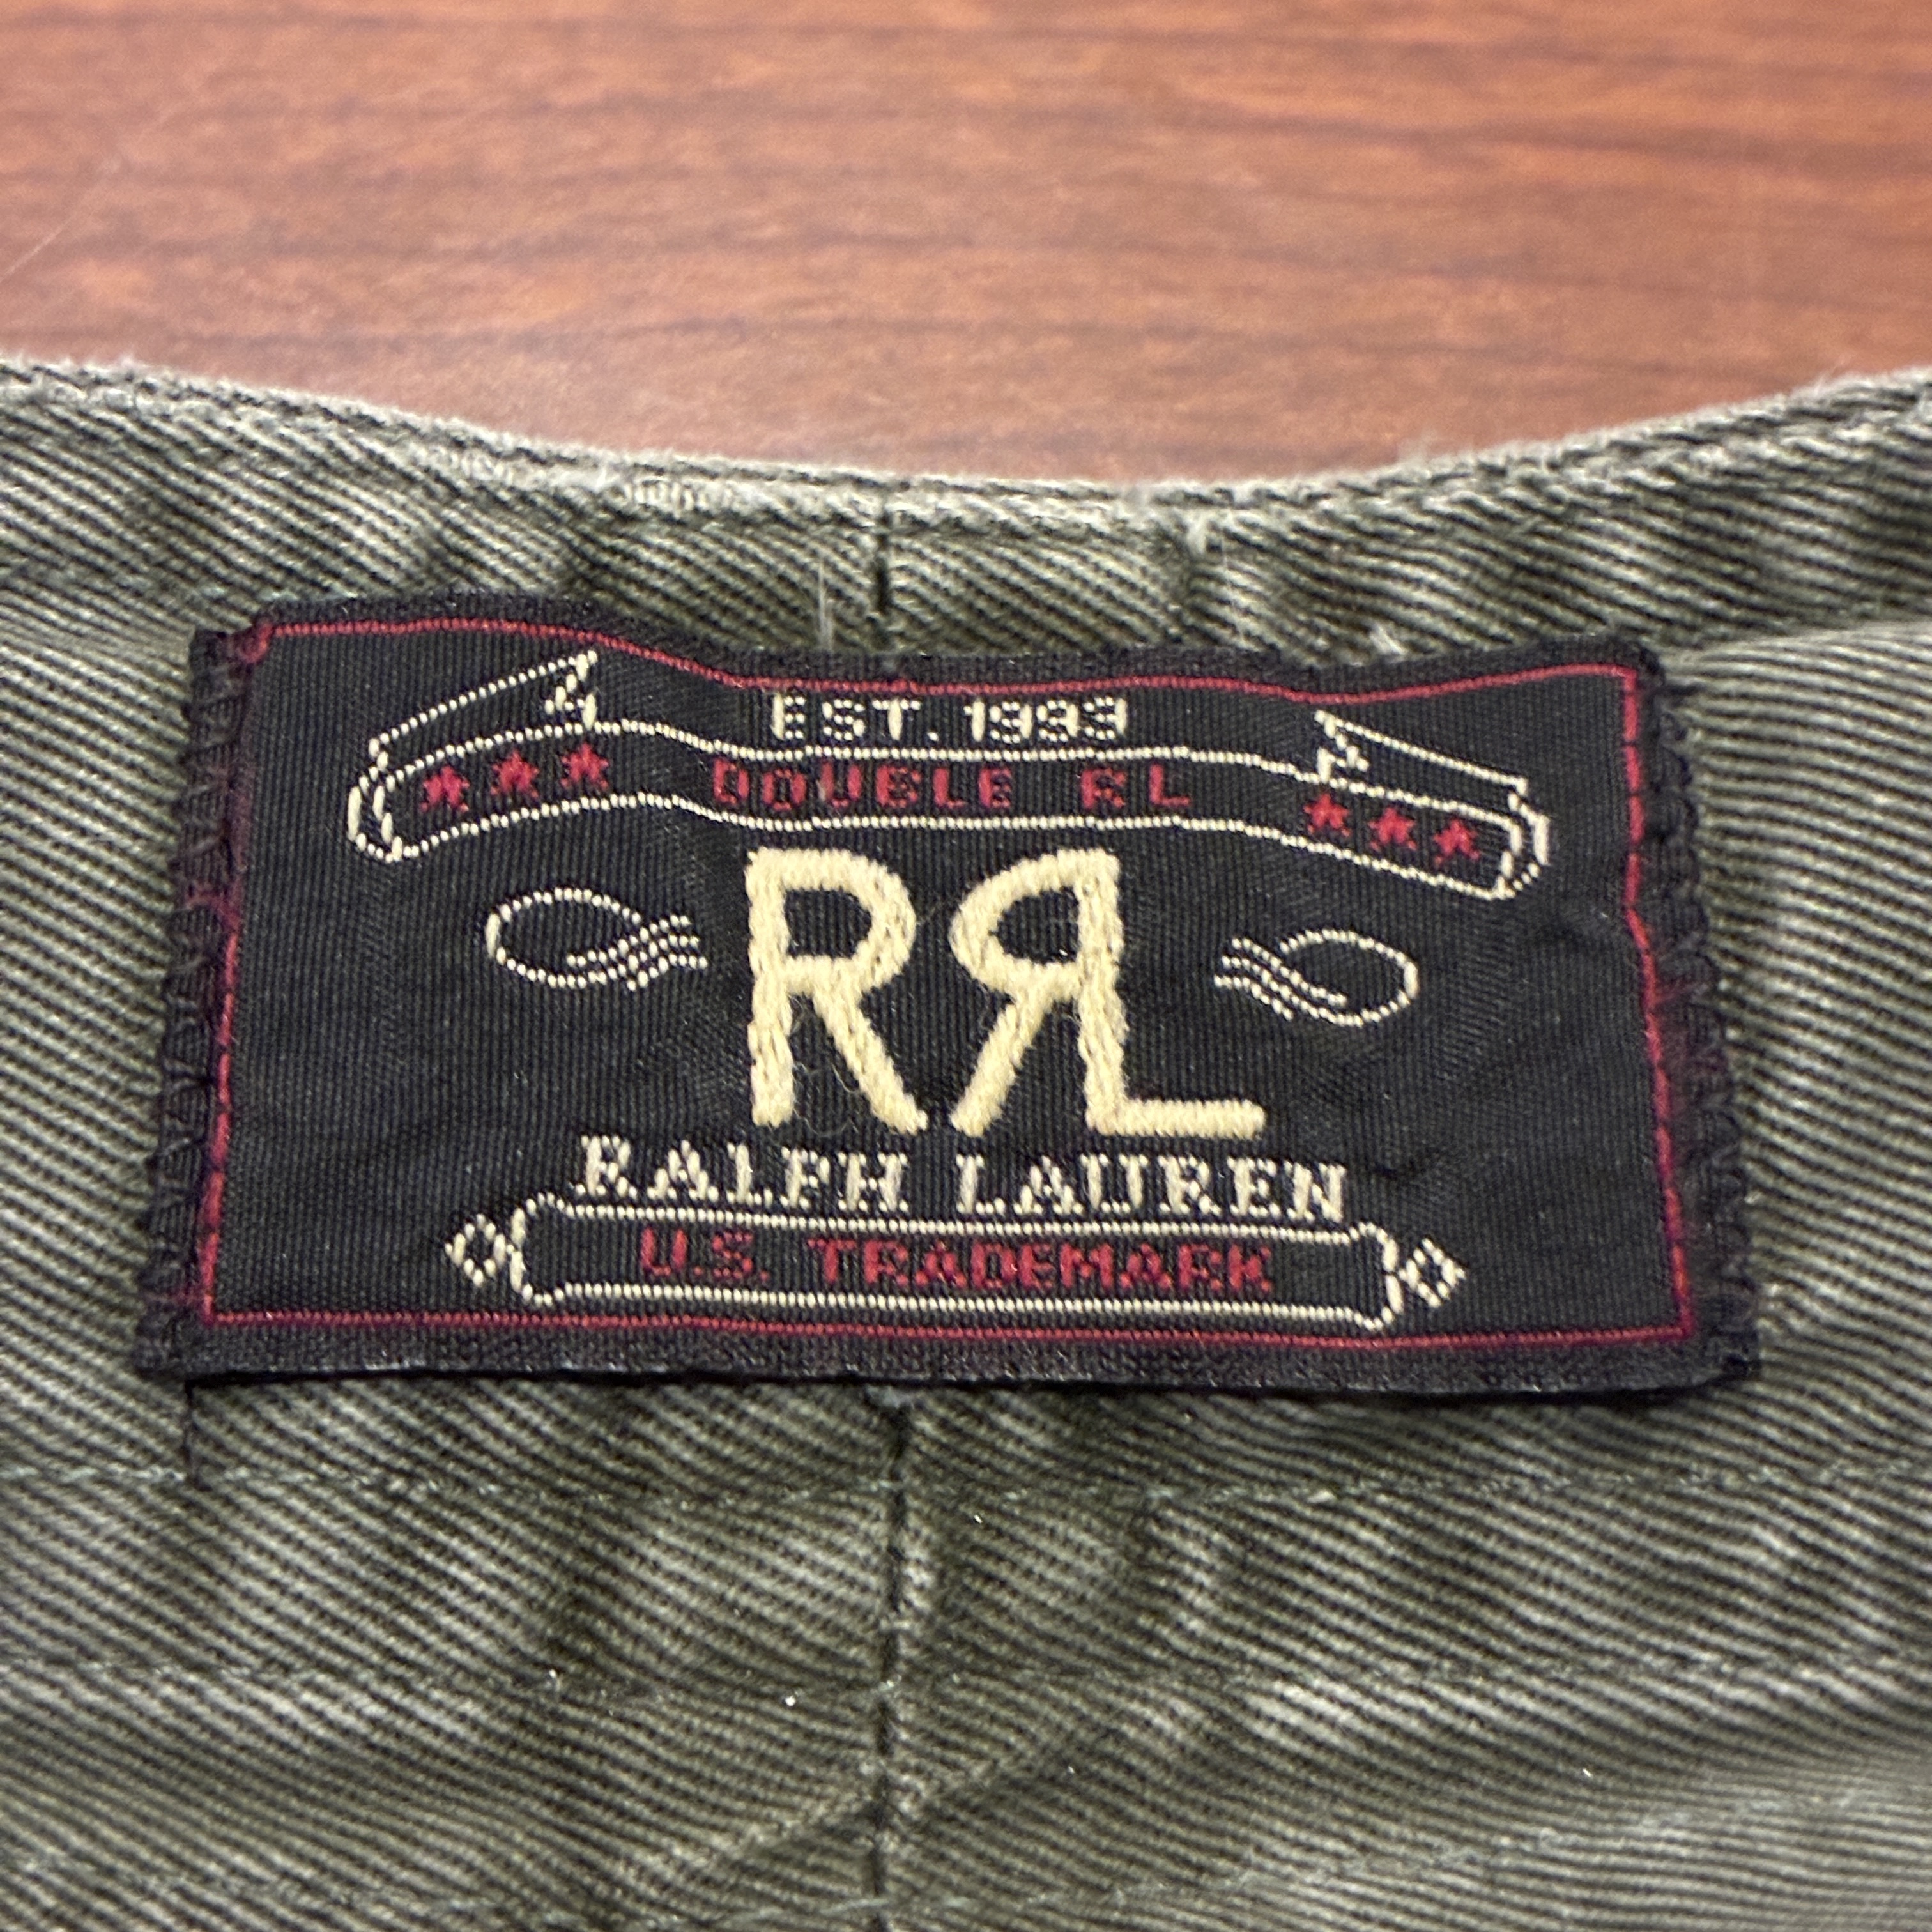 EST. 1993
★★★ DOUBLE RL ★★★
RRL
RALPH LAUREN
U.S. TRADEMARK